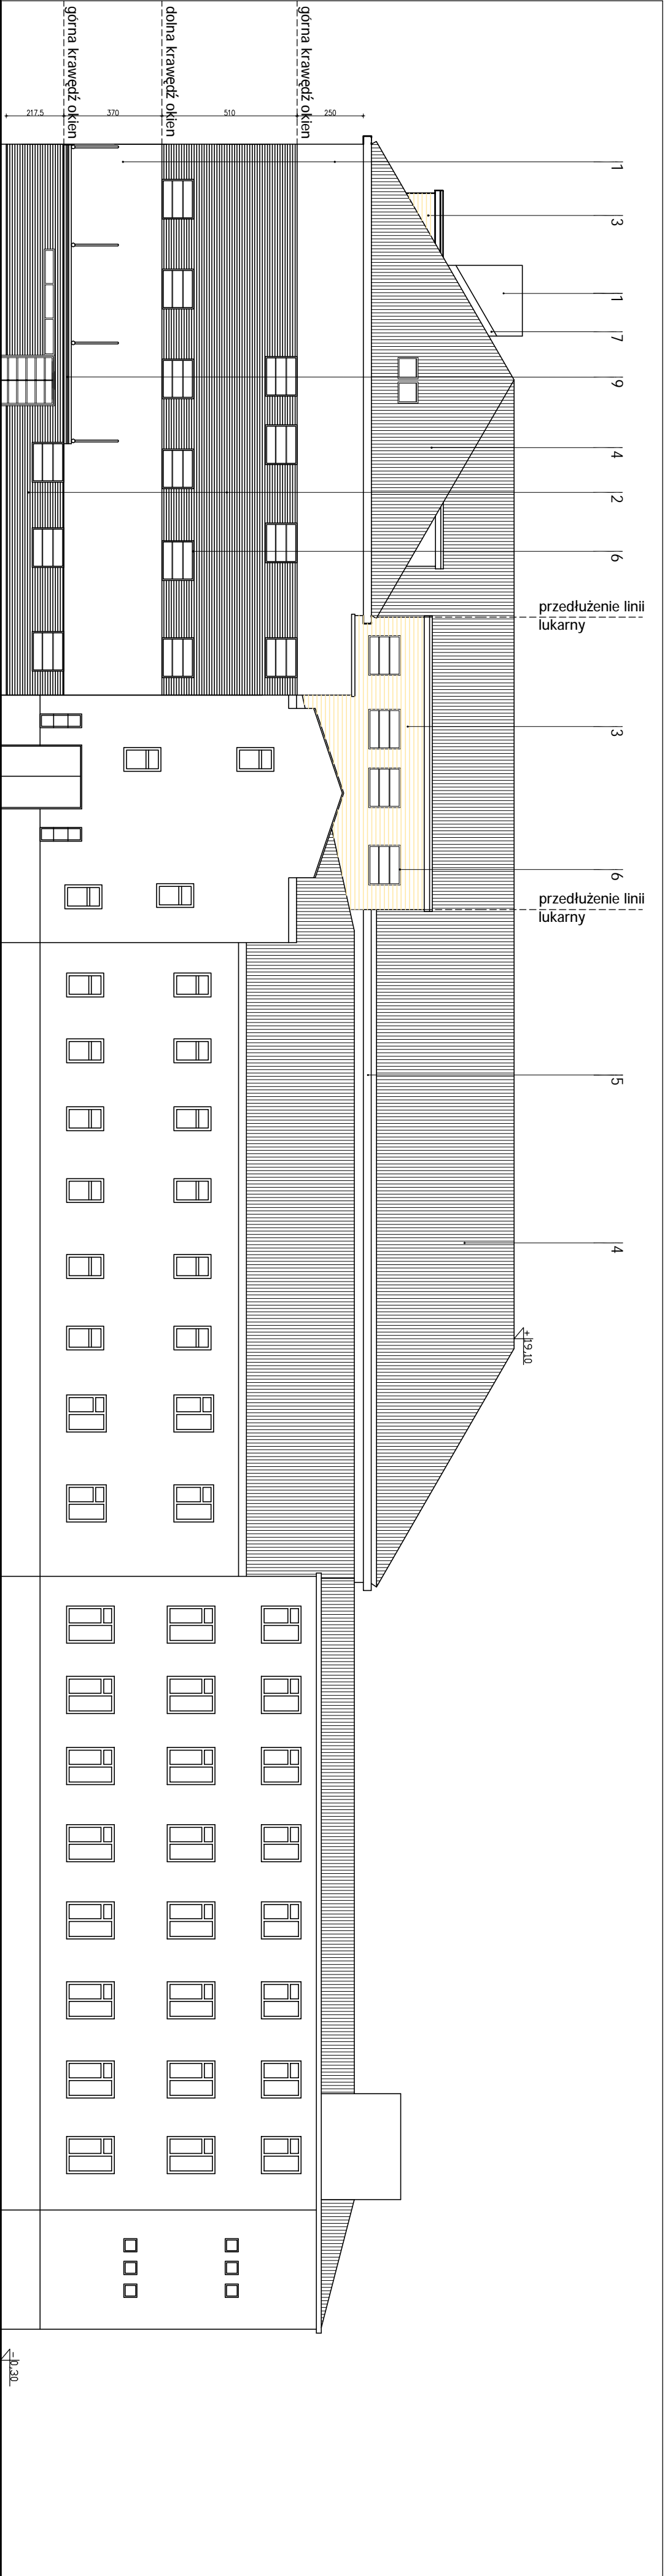 1
3
1
7
9
4
2
6
przedłużenie linii
lukarny
3
6
przedłużenie linii
lukarny
5
4
+ 19,10
250
górna krawędź okien
510
dolna krawędź okien
370
górna krawędź okien
217.5
-0.30